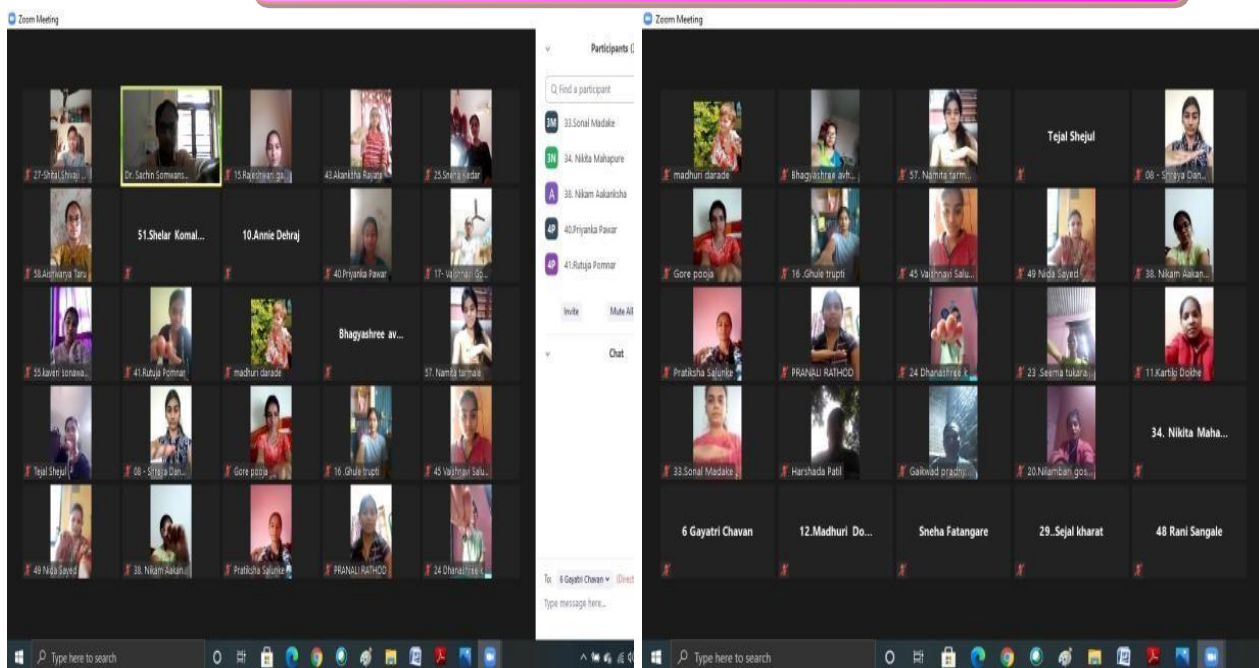 Zoom Meeting
27-Shital Shivaji ...
Dr. Sachin Somwans...
15.Rajeshwari ga...
43.Akanksha Rayate
25.Sneha Kedar
58.Aishwarya Taru
51.Shelar Komal...
10.Annie Dehraj
40.Priyanka Pawar
17- Vaishnavi Go...
55.kaveri sonawa...
41.Rutuja Pomnar
madhuri darade
Bhagyashree av...
57. Namita tarmale
Tejal Shejul
08 - Shreya Dan...
Gore pooja
16 .Ghule trupti
45 Vaishnavi Salu...
49 Nida Sayed
38. Nikam Aakan...
Pratiksha Salunke
PRANALI RATHOD
24 Dhanashree k
Participants (
Find a participant
3M 33.Sonal Madake
3N 34. Nikita Mahapure
A 38. Nikam Aakanksha
4P 40.Priyanka Pawar
4P 41.Rutuja Pomnar
Invite Mute All
Chat
To: 6 Gayatri Chavan (Direct
Type message here...
Type here to search
Zoom Meeting
madhuri darade
Bhagyashree avh...
57. Namita tarm...
Tejal Shejul
08 - Shreya Dan...
Gore pooja
16 .Ghule trupti
45 Vaishnavi Salu...
49 Nida Sayed
38. Nikam Aakan...
Pratiksha Salunke
PRANALI RATHOD
24 Dhanashree k
23 .Seema tukara
11.Kartiki Dokhe
33.Sonal Madake
Harshada Patil
Gaikwad pradny...
20.Nilambari gos...
34. Nikita Maha...
6 Gayatri Chavan
12.Madhuri Do...
Sneha Fatangare
29..Sejal kharat
48 Rani Sangale
Type here to search